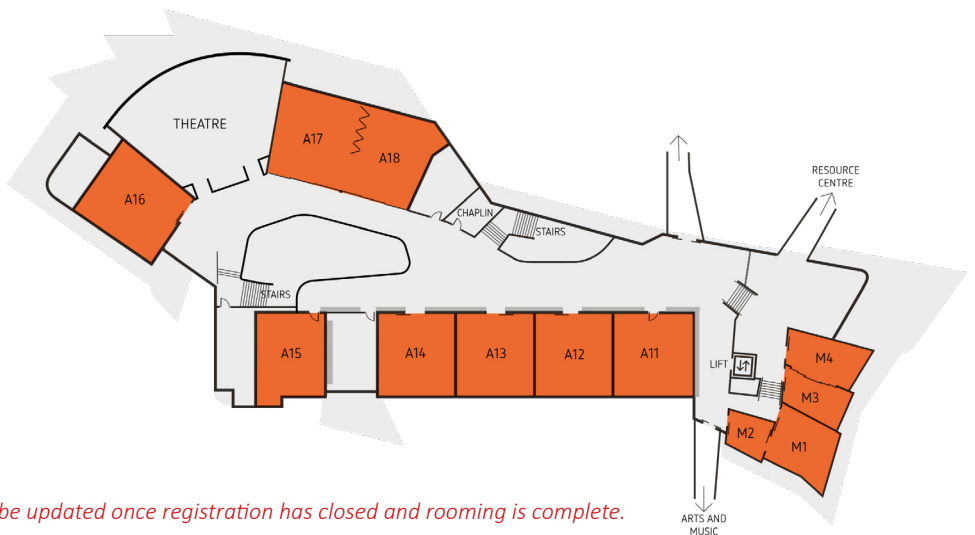 THEATRE
A17
A18
A16
RESOURCE
CENTRE
CHAPLIN
STAIRS
STAIRS
A15
A14
A13
A12
A11
LIFT
M4
M3
M2
M1
be updated once registration has closed and rooming is complete.
ARTS AND
MUSIC